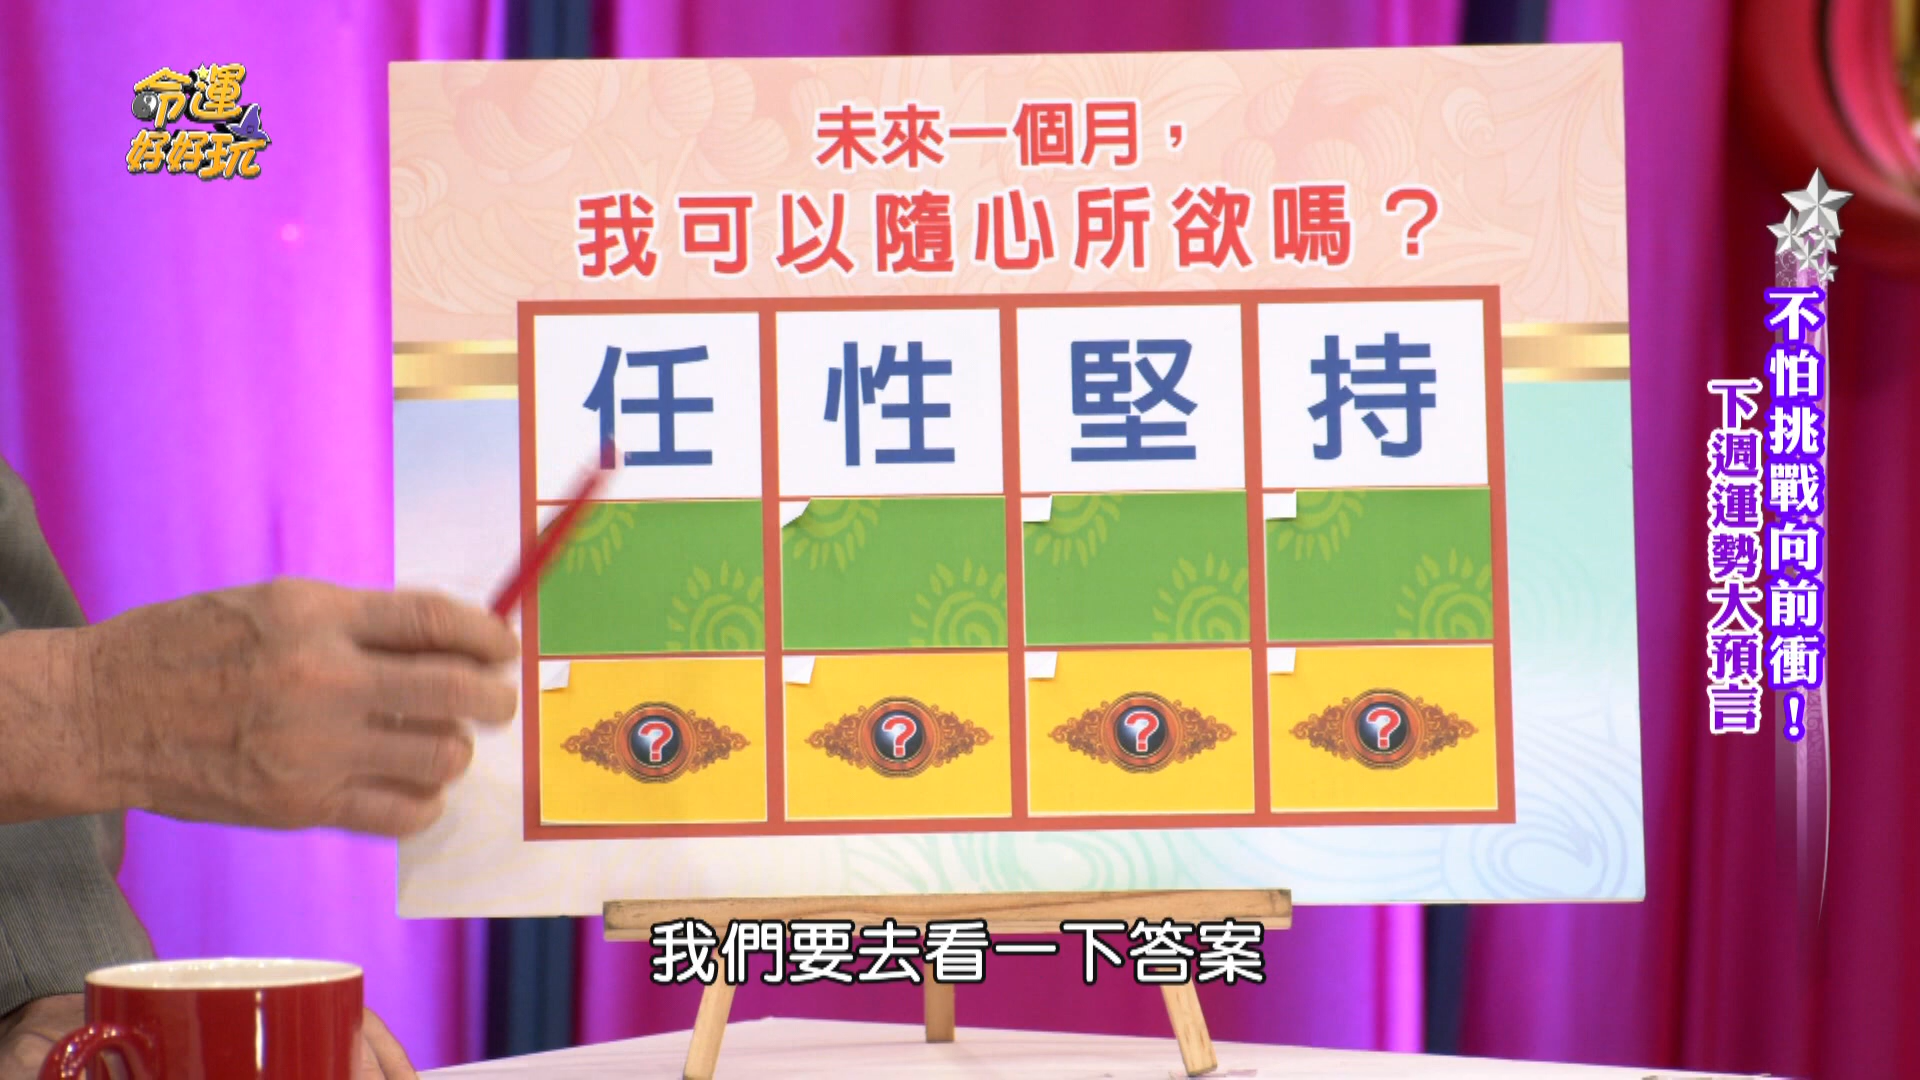 命運
好好玩
未來一個月，
我可以隨心所欲嗎？
任 性 堅 持
? ? ? ?
不怕挑戰向前衝！
下週運勢大預言
我們要去看一下答案